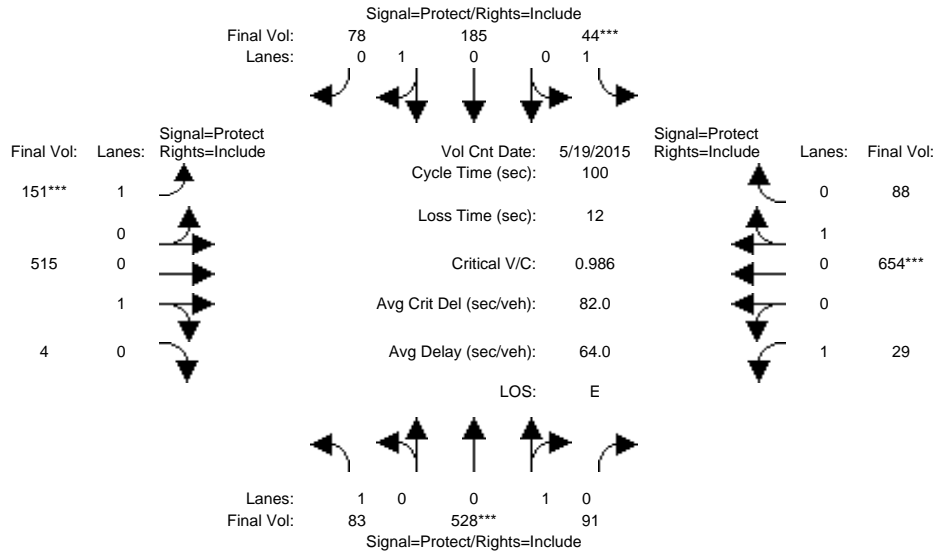 Signal=Protect/Rights=Include
Final Vol: 78 185 44***
Lanes: 0 1 0 0 1
Signal=Protect
Final Vol: Lanes: Rights=Include
Vol Cnt Date: 5/19/2015
Signal=Protect
Rights=Include Lanes: Final Vol:
Cycle Time (sec): 100
151*** 1
0 88
Loss Time (sec): 12
0
1
515 0
Critical V/C: 0.986
0 654***
1
Avg Crit Del (sec/veh): 82.0
0
4 0
Avg Delay (sec/veh): 64.0
1 29
LOS: E
Lanes: 1 0 0 1 0
Final Vol: 83 528*** 91
Signal=Protect/Rights=Include